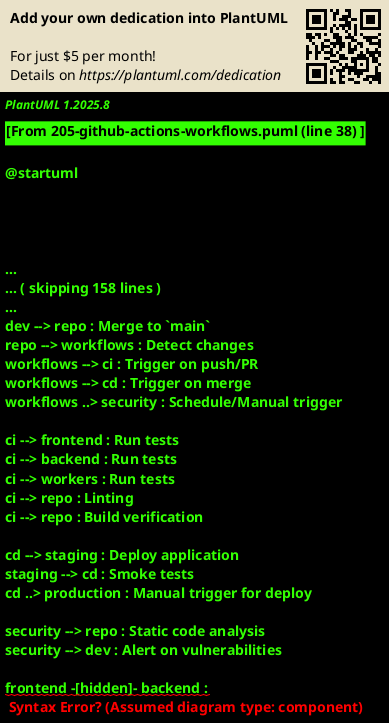 Add your own dedication into PlantUML
For just $5 per month!
Details on https://plantuml.com/dedication
PlantUML 1.2025.8
[From 205-github-actions-workflows.puml (line 38) ]
@startuml
...
... ( skipping 158 lines )
...
dev --> repo : Merge to `main`
repo --> workflows : Detect changes
workflows --> ci : Trigger on push/PR
workflows --> cd : Trigger on merge
workflows ..> security : Schedule/Manual trigger
ci --> frontend : Run tests
ci --> backend : Run tests
ci --> workers : Run tests
ci --> repo : Linting
ci --> repo : Build verification
cd --> staging : Deploy application
staging --> cd : Smoke tests
cd ..> production : Manual trigger for deploy
security --> repo : Static code analysis
security --> dev : Alert on vulnerabilities
frontend -[hidden]- backend :
Syntax Error? (Assumed diagram type: component)